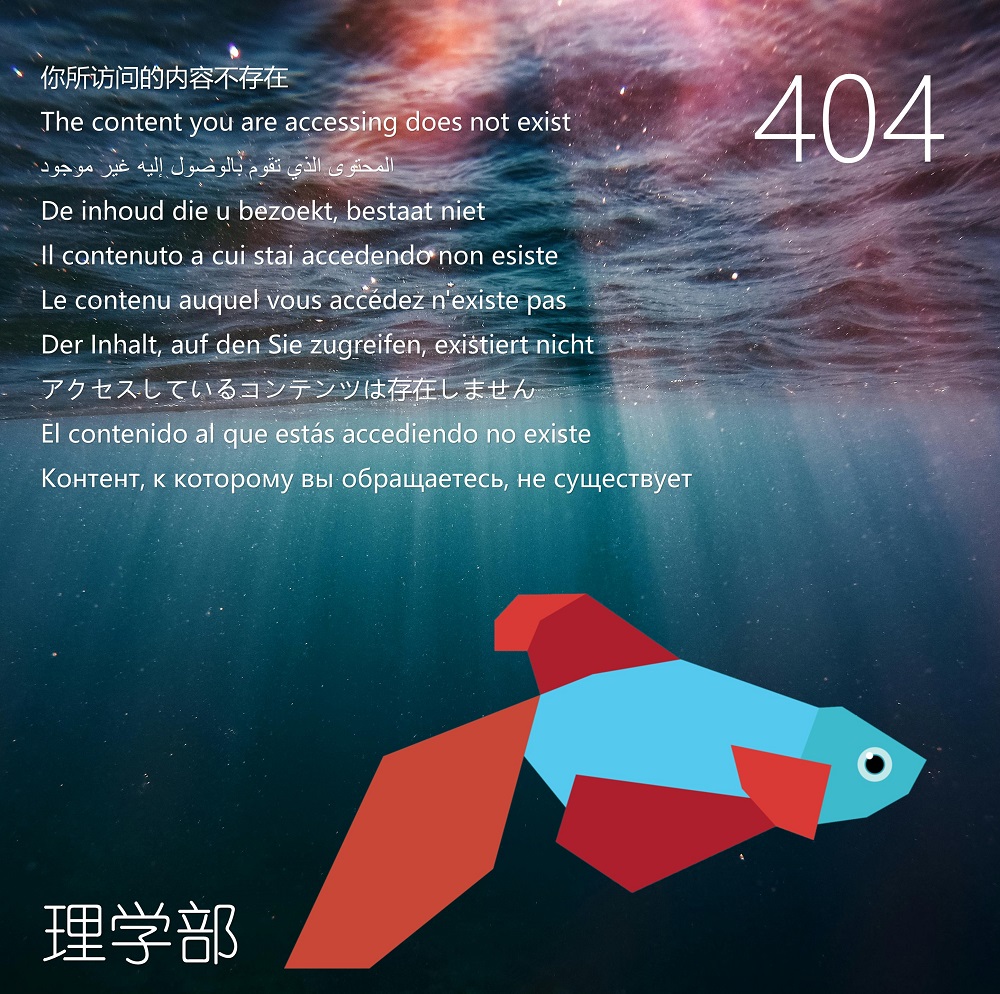 你所访问的内容不存在
404
The content you are accessing does not exist
المحتوى الذي تقوم بالوصول إليه غير موجود
De inhoud die u bezoekt, bestaat niet
Il contenuto a cui stai accedendo non esiste
Le contenu auquel vous accédez n'existe pas
Der Inhalt, auf den Sie zugreifen, existiert nicht
アクセスしているコンテンツは存在しません
El contenido al que estás accediendo no existe
Контент, к которому вы обращаетесь, не существует
理学部